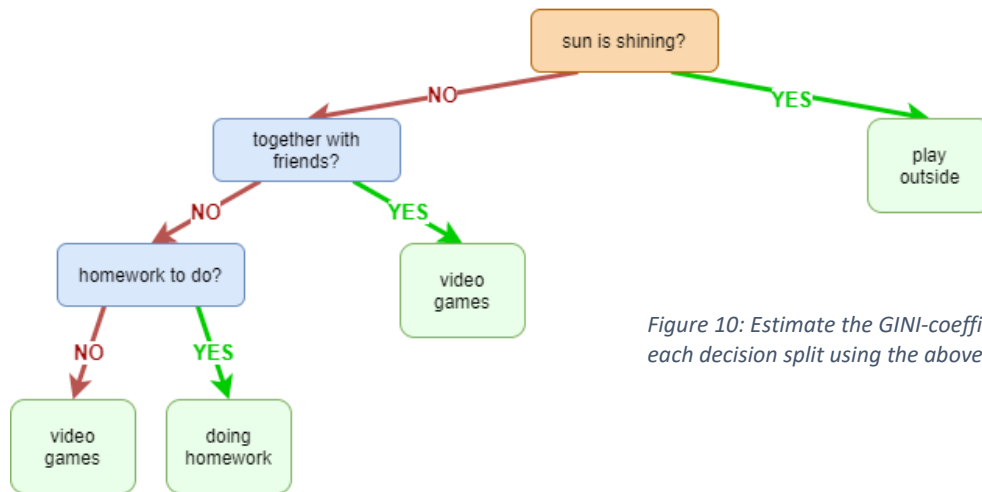 sun is shining?
NO
YES
together with
friends?
play
outside
NO
YES
homework to do?
video
games
Figure 10: Estimate the GINI-coeffi
each decision split using the above
NO
YES
video
games
doing
homework